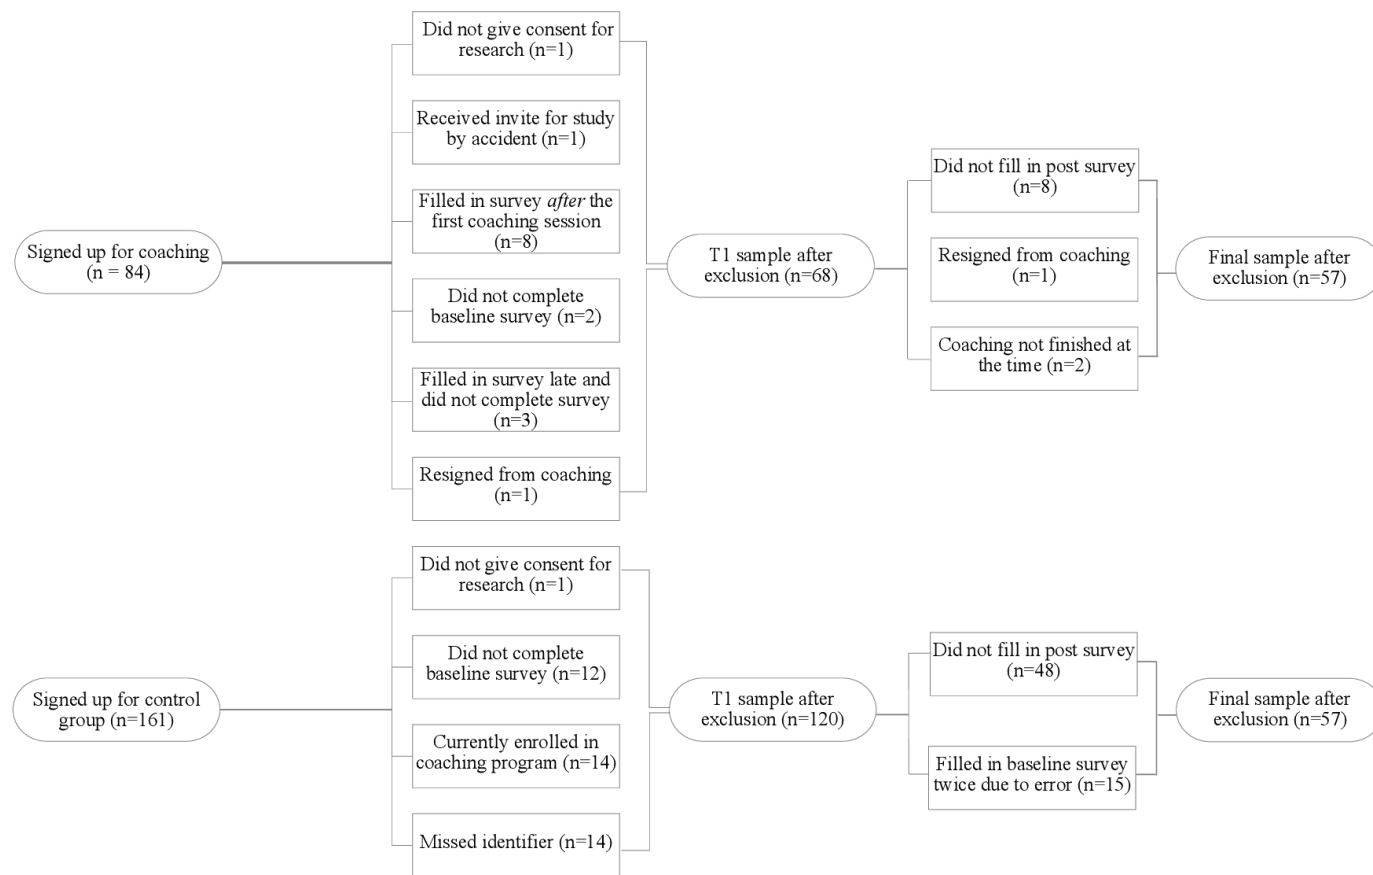 Signed up for coaching
(n = 84)
Did not give consent for
research (n=1)
Received invite for study
by accident (n=1)
Filled in survey after the
first coaching session
(n=8)
Did not complete
baseline survey (n=2)
Filled in survey late and
did not complete survey
(n=3)
Resigned from coaching
(n=1)
T1 sample after
exclusion (n=68)
Did not fill in post survey
(n=8)
Resigned from coaching
(n=1)
Coaching not finished at
the time (n=2)
Final sample after
exclusion (n=57)
Signed up for control
group (n=161)
Did not give consent for
research (n=1)
Did not complete
baseline survey (n=12)
Currently enrolled in
coaching program (n=14)
Missed identifier (n=14)
T1 sample after
exclusion (n=120)
Did not fill in post survey
(n=48)
Filled in baseline survey
twice due to error (n=15)
Final sample after
exclusion (n=57)